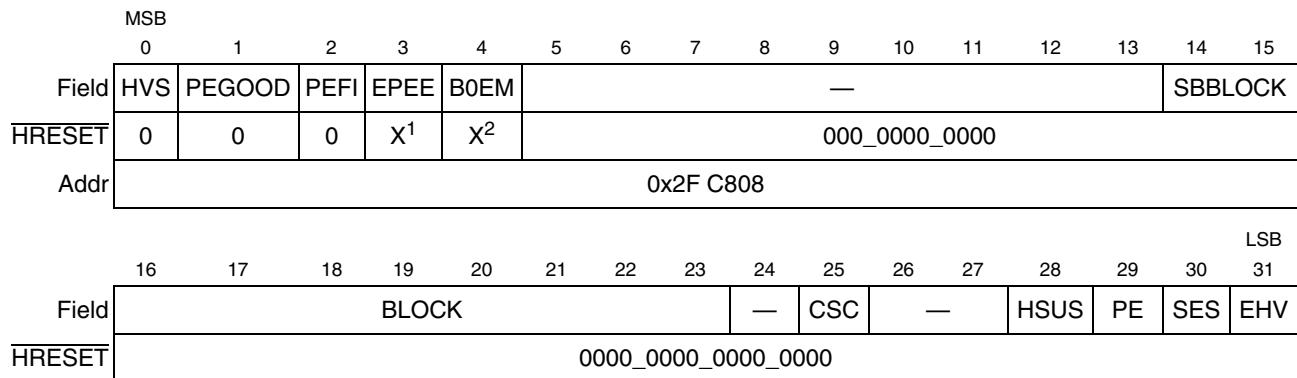 MSB
0 1 2 3 4 5 6 7 8 9 10 11 12 13 14 15
Field HVS PEGOOD PEFI EPEE B0EM — SBBLOCK
HRESET 0 0 0 X1 X2 000_0000_0000
Addr 0x2F C808
LSB
16 17 18 19 20 21 22 23 24 25 26 27 28 29 30 31
Field BLOCK — CSC — HSUS PE SES EHV
HRESET 0000_0000_0000_0000